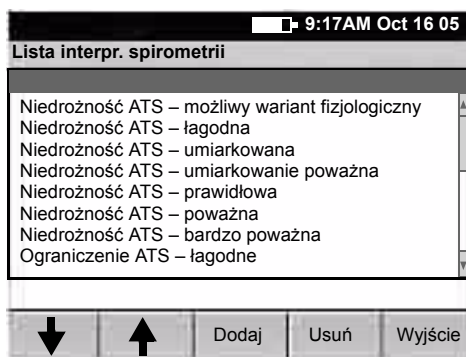 9:17AM Oct 16 05
Lista interpr. spirometrii
Niedrożność ATS – możliwy wariant fizjologiczny
Niedrożność ATS – łagodna
Niedrożność ATS – umiarkowana
Niedrożność ATS – umiarkowanie poważna
Niedrożność ATS – prawidłowa
Niedrożność ATS – poważna
Niedrożność ATS – bardzo poważna
Ograniczenie ATS – łagodne
Dodaj Usuń Wyjście